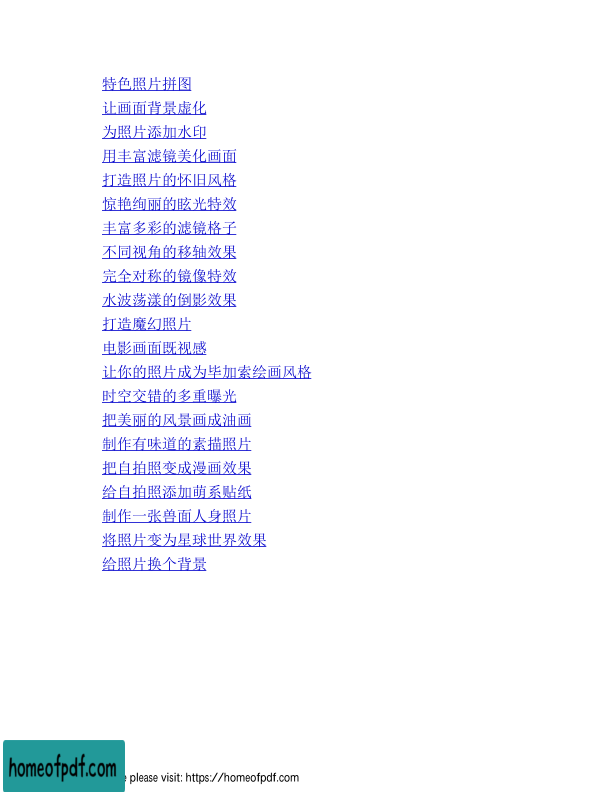 特色照片拼图
让画面背景虚化
为照片添加水印
用丰富滤镜美化画面
打造照片的怀旧风格
惊艳绚丽的眩光特效
丰富多彩的滤镜格子
不同视角的移轴效果
完全对称的镜像特效
水波荡漾的倒影效果
打造魔幻照片
电影画面既视感
让你的照片成为毕加索绘画风格
时空交错的多重曝光
把美丽的风景画成油画
制作有味道的素描照片
把自拍照变成漫画效果
给自拍照添加萌系贴纸
制作一张兽面人身照片
将照片变为星球世界效果
给照片换个背景
homeofpdf.com
please visit: https://homeofpdf.com